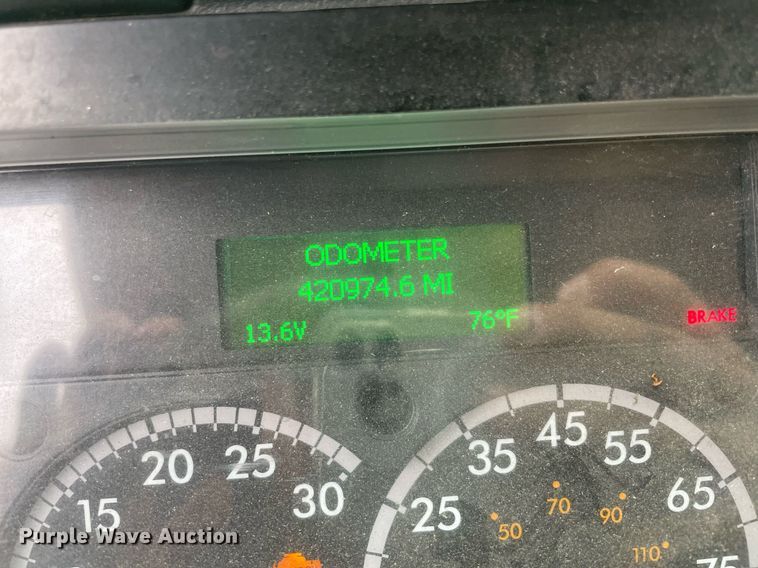 ODOMETER
420974.6 MI
13.6V 76°F
BRAKE
15 20 25 30
25 35 45 55 65 75
50 70 90 110
Purple Wave Auction